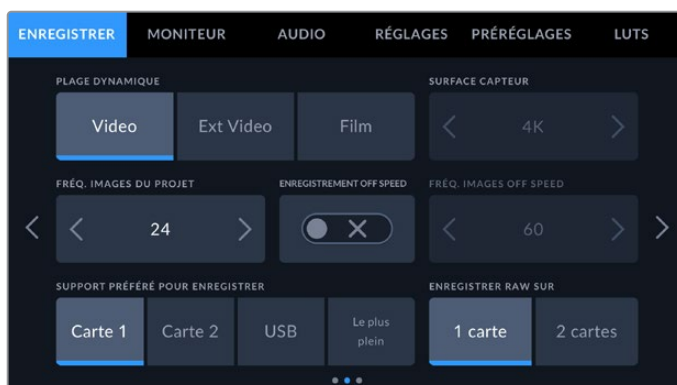 ENREGISTRER MONITEUR AUDIO RÉGLAGES PRÉRÉGLAGES LUTS
PLAGE DYNAMIQUE SURFACE CAPTEUR
Video Ext Video Film 4K
FRÉQ. IMAGES DU PROJET ENREGISTREMENT OFF SPEED FRÉQ. IMAGES OFF SPEED
24 60
SUPPORT PRÉFÉRÉ POUR ENREGISTRER ENREGISTRER RAW SUR
Carte 1 Carte 2 USB Le plus plein 1 carte 2 cartes